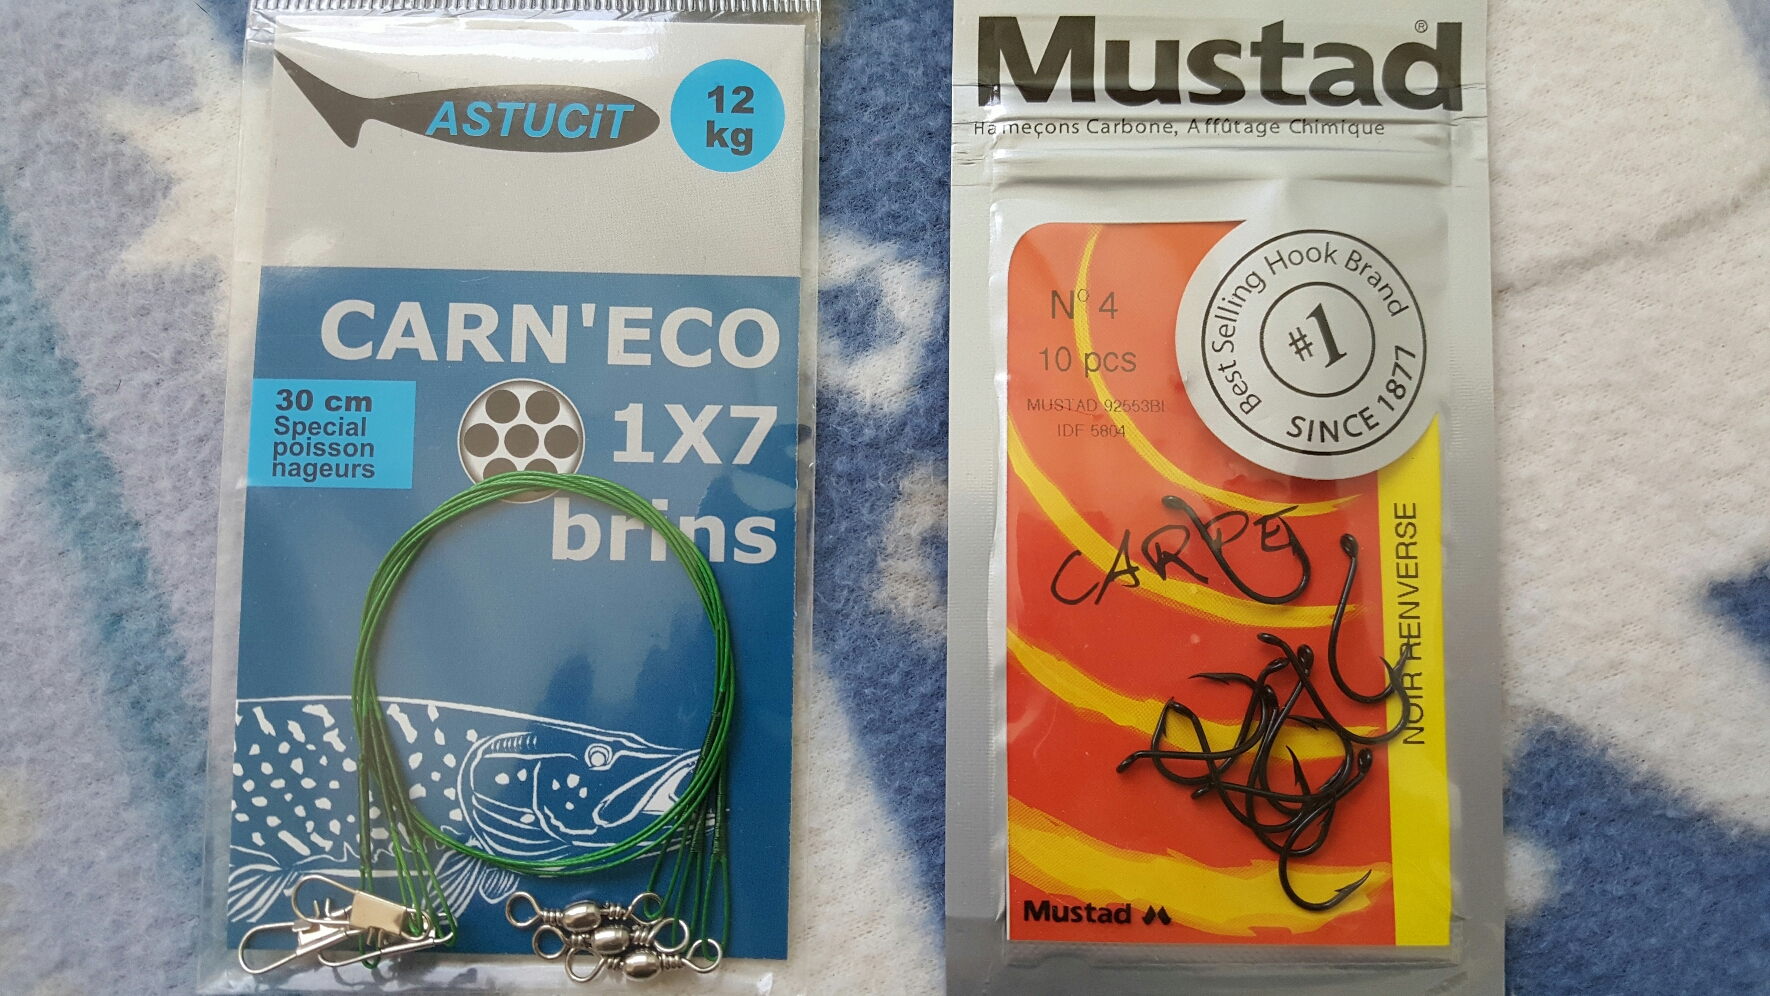 ASTUCiT
12
kg
CARN'ECO
30 cm
Special
poisson
nageurs
1X7
brins
Mustad®
Hameçons Carbone, Affûtage Chimique
N° 4
10 pcs
MUSTAD 92553BI
IDF 5804
Best Selling Hook Brand
#1
SINCE 1877
CARPE
NOIR RENVERSE
Mustad